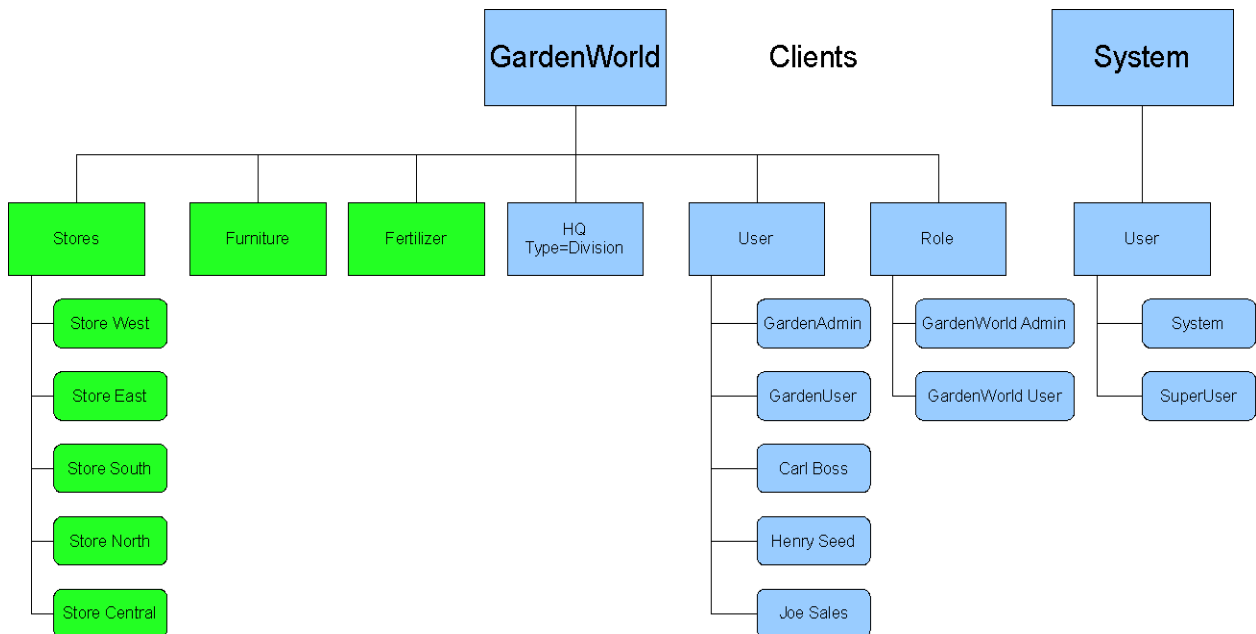 GardenWorld
Clients
System
Stores
Furniture
Fertilizer
HQ
Type=Division
User
Role
User
Store West
GardenAdmin
GardenWorld Admin
System
Store East
GardenUser
GardenWorld User
SuperUser
Store South
Carl Boss
Store North
Henry Seed
Store Central
Joe Sales